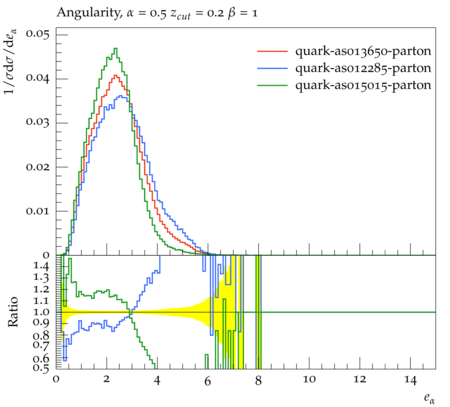 Angularity, α = 0.5 z_cut = 0.2 β = 1
1/σdσ/de_α
0.05
0.04
0.03
0.02
0.01
0
quark-as013650-parton
quark-as012285-parton
quark-as015015-parton
Ratio
1.4
1.3
1.2
1.1
1.0
0.9
0.8
0.7
0.6
0.5
0 2 4 6 8 10 12 14
e_α